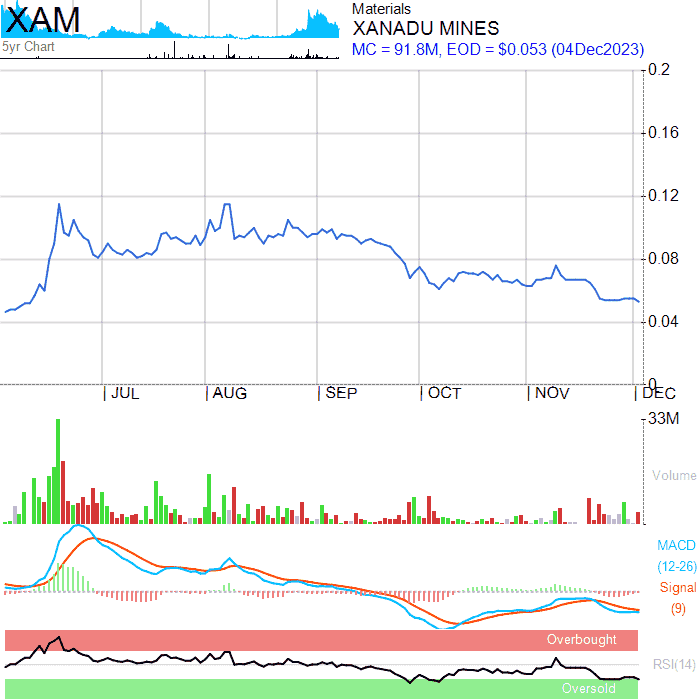 XAM
5yr Chart
Materials
XANADU MINES
MC = 91.8M, EOD = $0.053 (04Dec2023)
0.2
0.16
0.12
0.08
0.04
0
JUL AUG SEP OCT NOV DEC
33M
Volume
MACD
(12-26)
Signal
(9)
Overbought
RSI(14)
Oversold